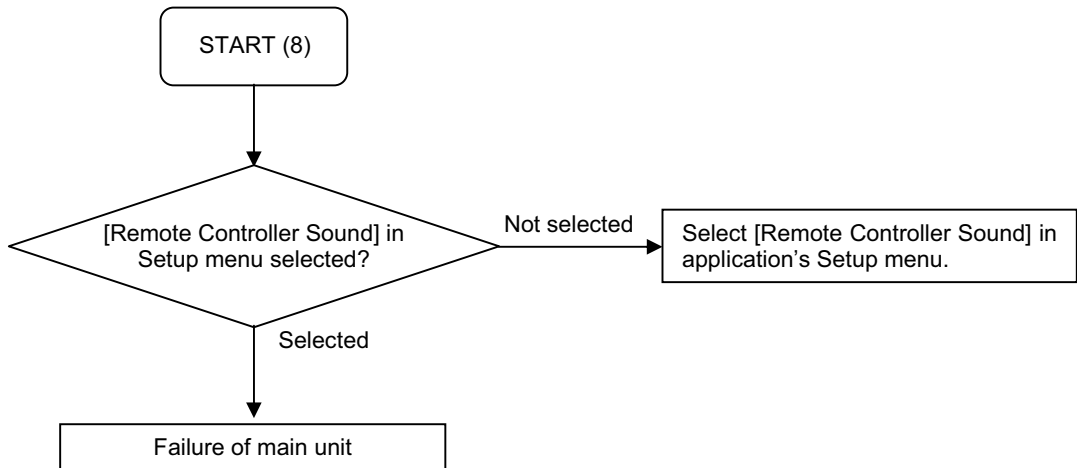 START (8)
[Remote Controller Sound] in
Setup menu selected?
Not selected
Select [Remote Controller Sound] in
application’s Setup menu.
Selected
Failure of main unit